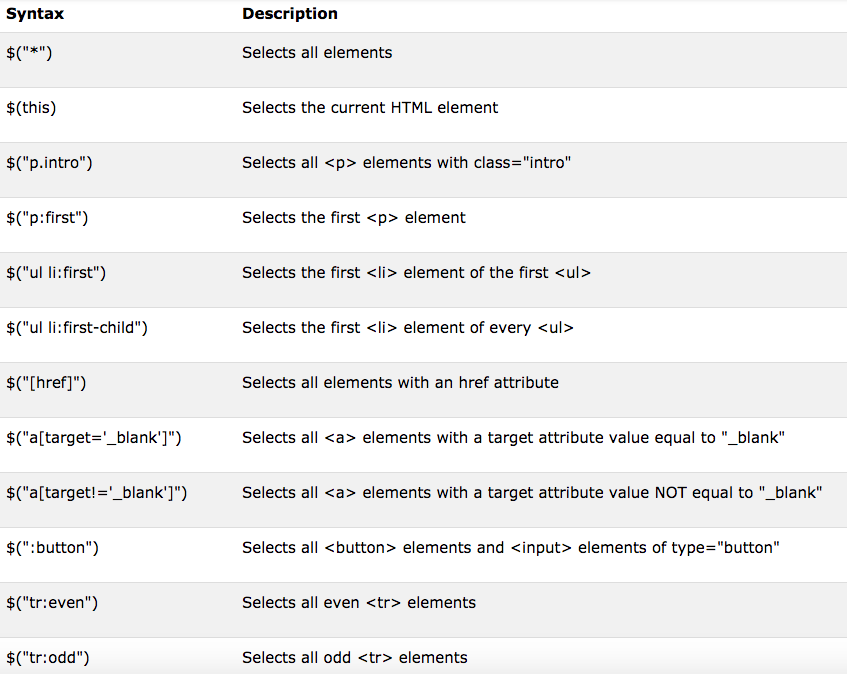 Syntax Description
$("*") Selects all elements
$(this) Selects the current HTML element
$("p.intro") Selects all <p> elements with class="intro"
$("p:first") Selects the first <p> element
$("ul li:first") Selects the first <li> element of the first <ul>
$("ul li:first-child") Selects the first <li> element of every <ul>
$("[href]") Selects all elements with an href attribute
$("a[target='_blank']") Selects all <a> elements with a target attribute value equal to "_blank"
$("a[target!='_blank']") Selects all <a> elements with a target attribute value NOT equal to "_blank"
$(":button") Selects all <button> elements and <input> elements of type="button"
$("tr:even") Selects all even <tr> elements
$("tr:odd") Selects all odd <tr> elements